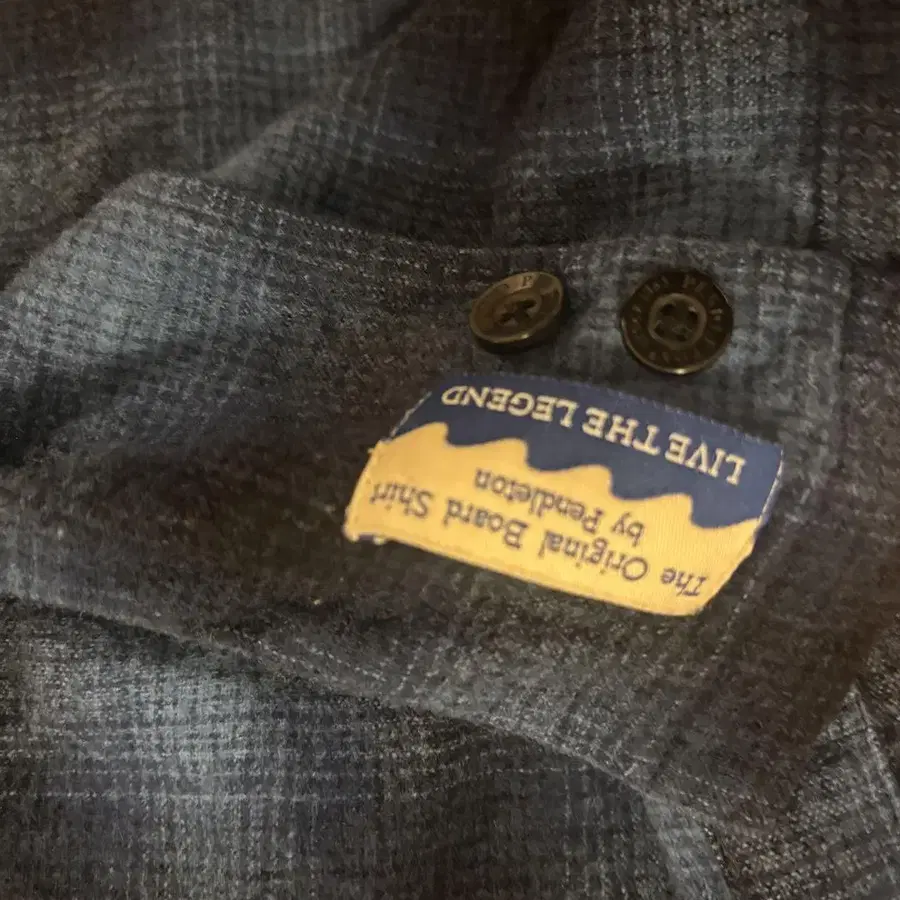 LIVE THE LEGEND
The Original Board Shirt
by Pendleton